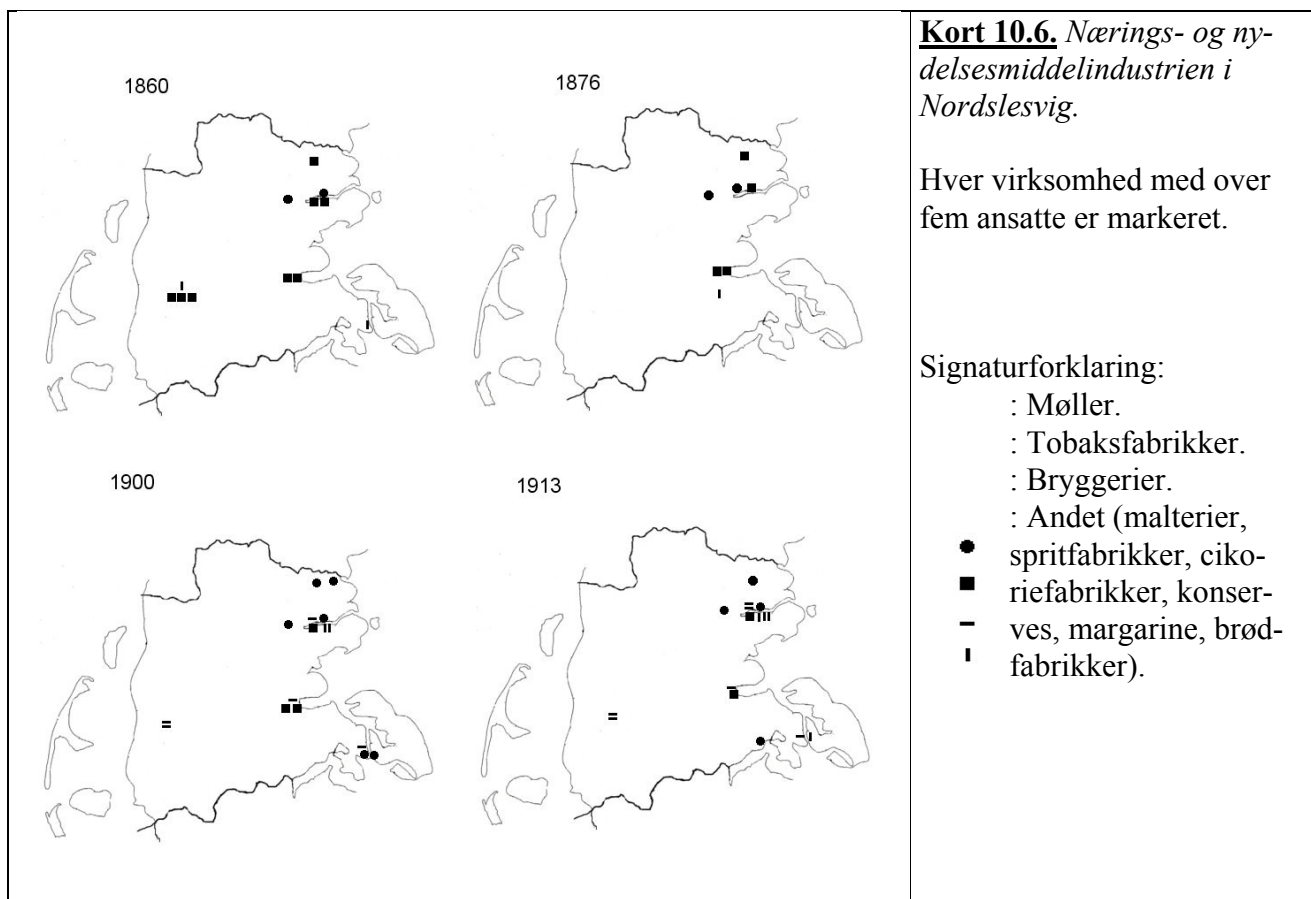 1860
1876
1900
1913
Kort 10.6. Nærings- og ny-
delsesmiddelindustrien i
Nordslesvig.
Hver virksomhed med over
fem ansatte er markeret.
Signaturforklaring:
: Møller.
: Tobaksfabrikker.
: Bryggerier.
: Andet (malterier,
spritfabrikker, ciko-
riefabrikker, konser-
ves, margarine, brød-
fabrikker).